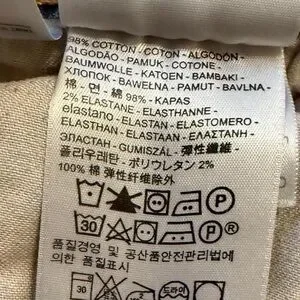 98% COTTON - COTON - ALGODÓN -
ALGODÃO - PAMUK - COTONE -
BAUMWOLLE - KATOEN - BAMBAKI -
ХЛОПОК - BAWEŁNA - PAMUT - BAVLNA -
棉 - 면 - 綿 98% - KAPAS
2% ELASTANE - ELASTHANNE -
elastano - ELASTAN - ELASTOMERO -
ELASTHAN - ELASTAAN - ΕΛΑΣΤΑΝΗ -
ЭЛАСТАН - GUMISZÁL - 弹性纖維 -
폴리우레탄 - ポリウレタン 2%
100% 棉 弹性纤维除外
30
P
30
P
품질경영 및 공산품안전관리법에
의한 품질표시
드라이